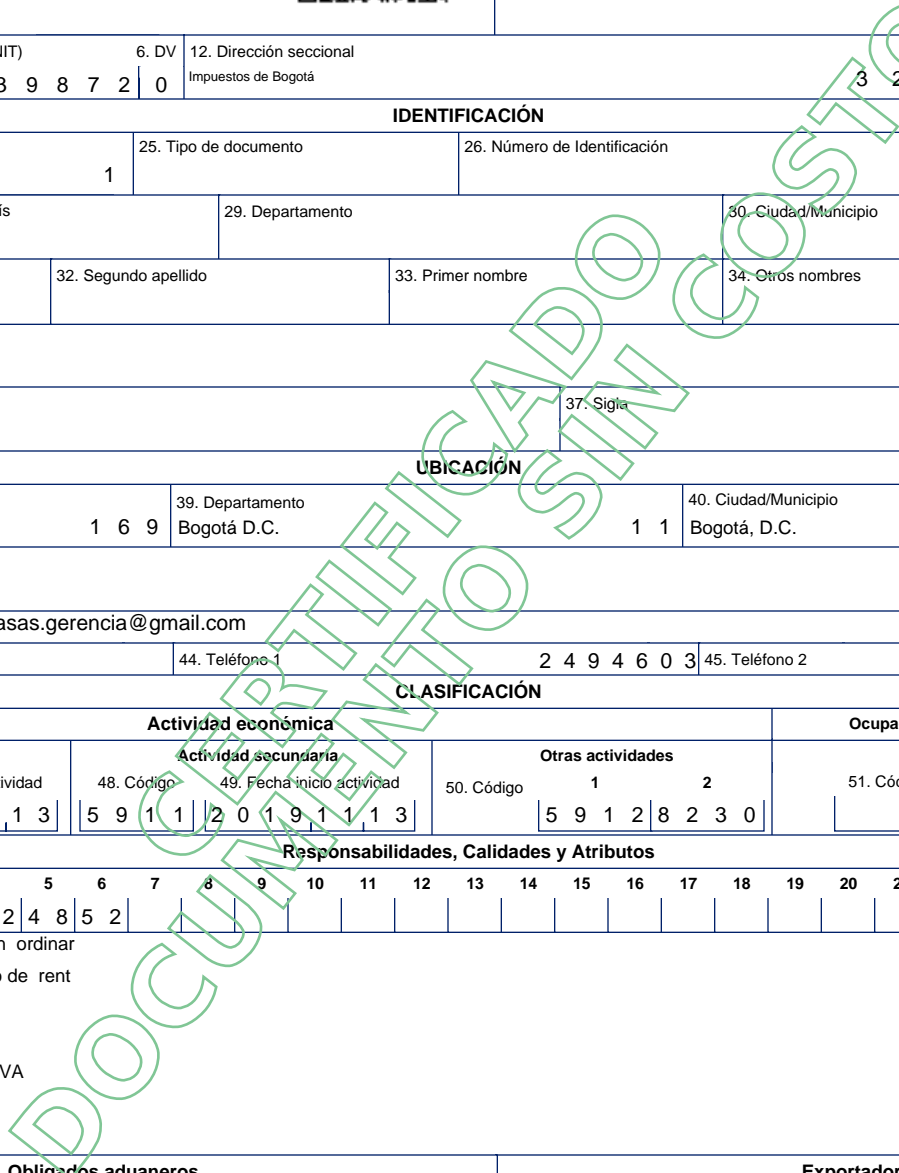 NIT) 6. DV 12. Dirección seccional
9 8 7 2 0 Impuestos de Bogotá 3 2
IDENTIFICACIÓN
25. Tipo de documento 26. Número de Identificación
1
ís 29. Departamento 30. Ciudad/Municipio
32. Segundo apellido 33. Primer nombre 34. Otros nombres
37. Sigla
UBICACIÓN
39. Departamento 40. Ciudad/Municipio
1 6 9 Bogotá D.C. 1 1 Bogotá, D.C.
asas.gerencia@gmail.com
44. Teléfono 1 2 4 9 4 6 0 3 45. Teléfono 2
CLASIFICACIÓN
Actividad económica Ocupa
Actividad secundaria Otras actividades
ividad 48. Código 49. Fecha inicio actividad 50. Código 1 2 51. Cód
1 3 5 9 1 1 2 0 1 9 1 1 1 3 5 9 1 2 8 2 3 0
Responsabilidades, Calidades y Atributos
5 6 7 8 9 10 11 12 13 14 15 16 17 18 19 20 2
2 4 8 5 2
n ordinar
o de rent
VA
Obligados aduaneros Exportador
CERTIFICADO
DOCUMENTO SIN COSTO